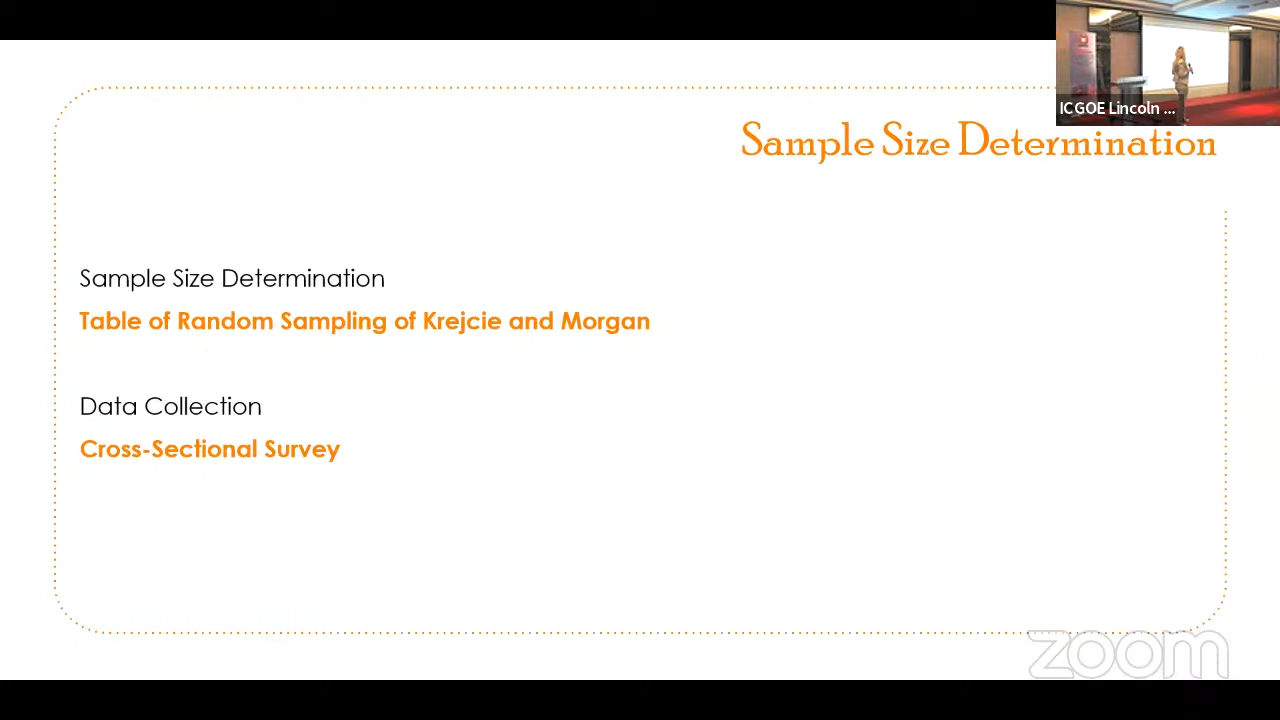 ICGOE Lincoln ...
Sample Size Determination
Sample Size Determination
Table of Random Sampling of Krejcie and Morgan
Data Collection
Cross-Sectional Survey
zoom